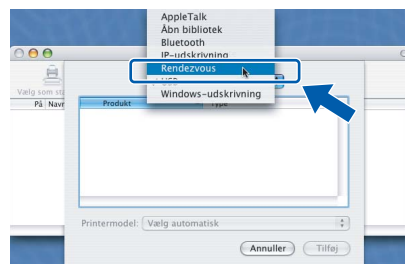 AppleTalk
Åbn bibliotek
Bluetooth
IP-udskrivning
Rendezvous
USB
Windows-udskrivning
Vælg som st
På Navn
Produkt
Type
Printermodel: Vælg automatisk
Annuller Tilføj